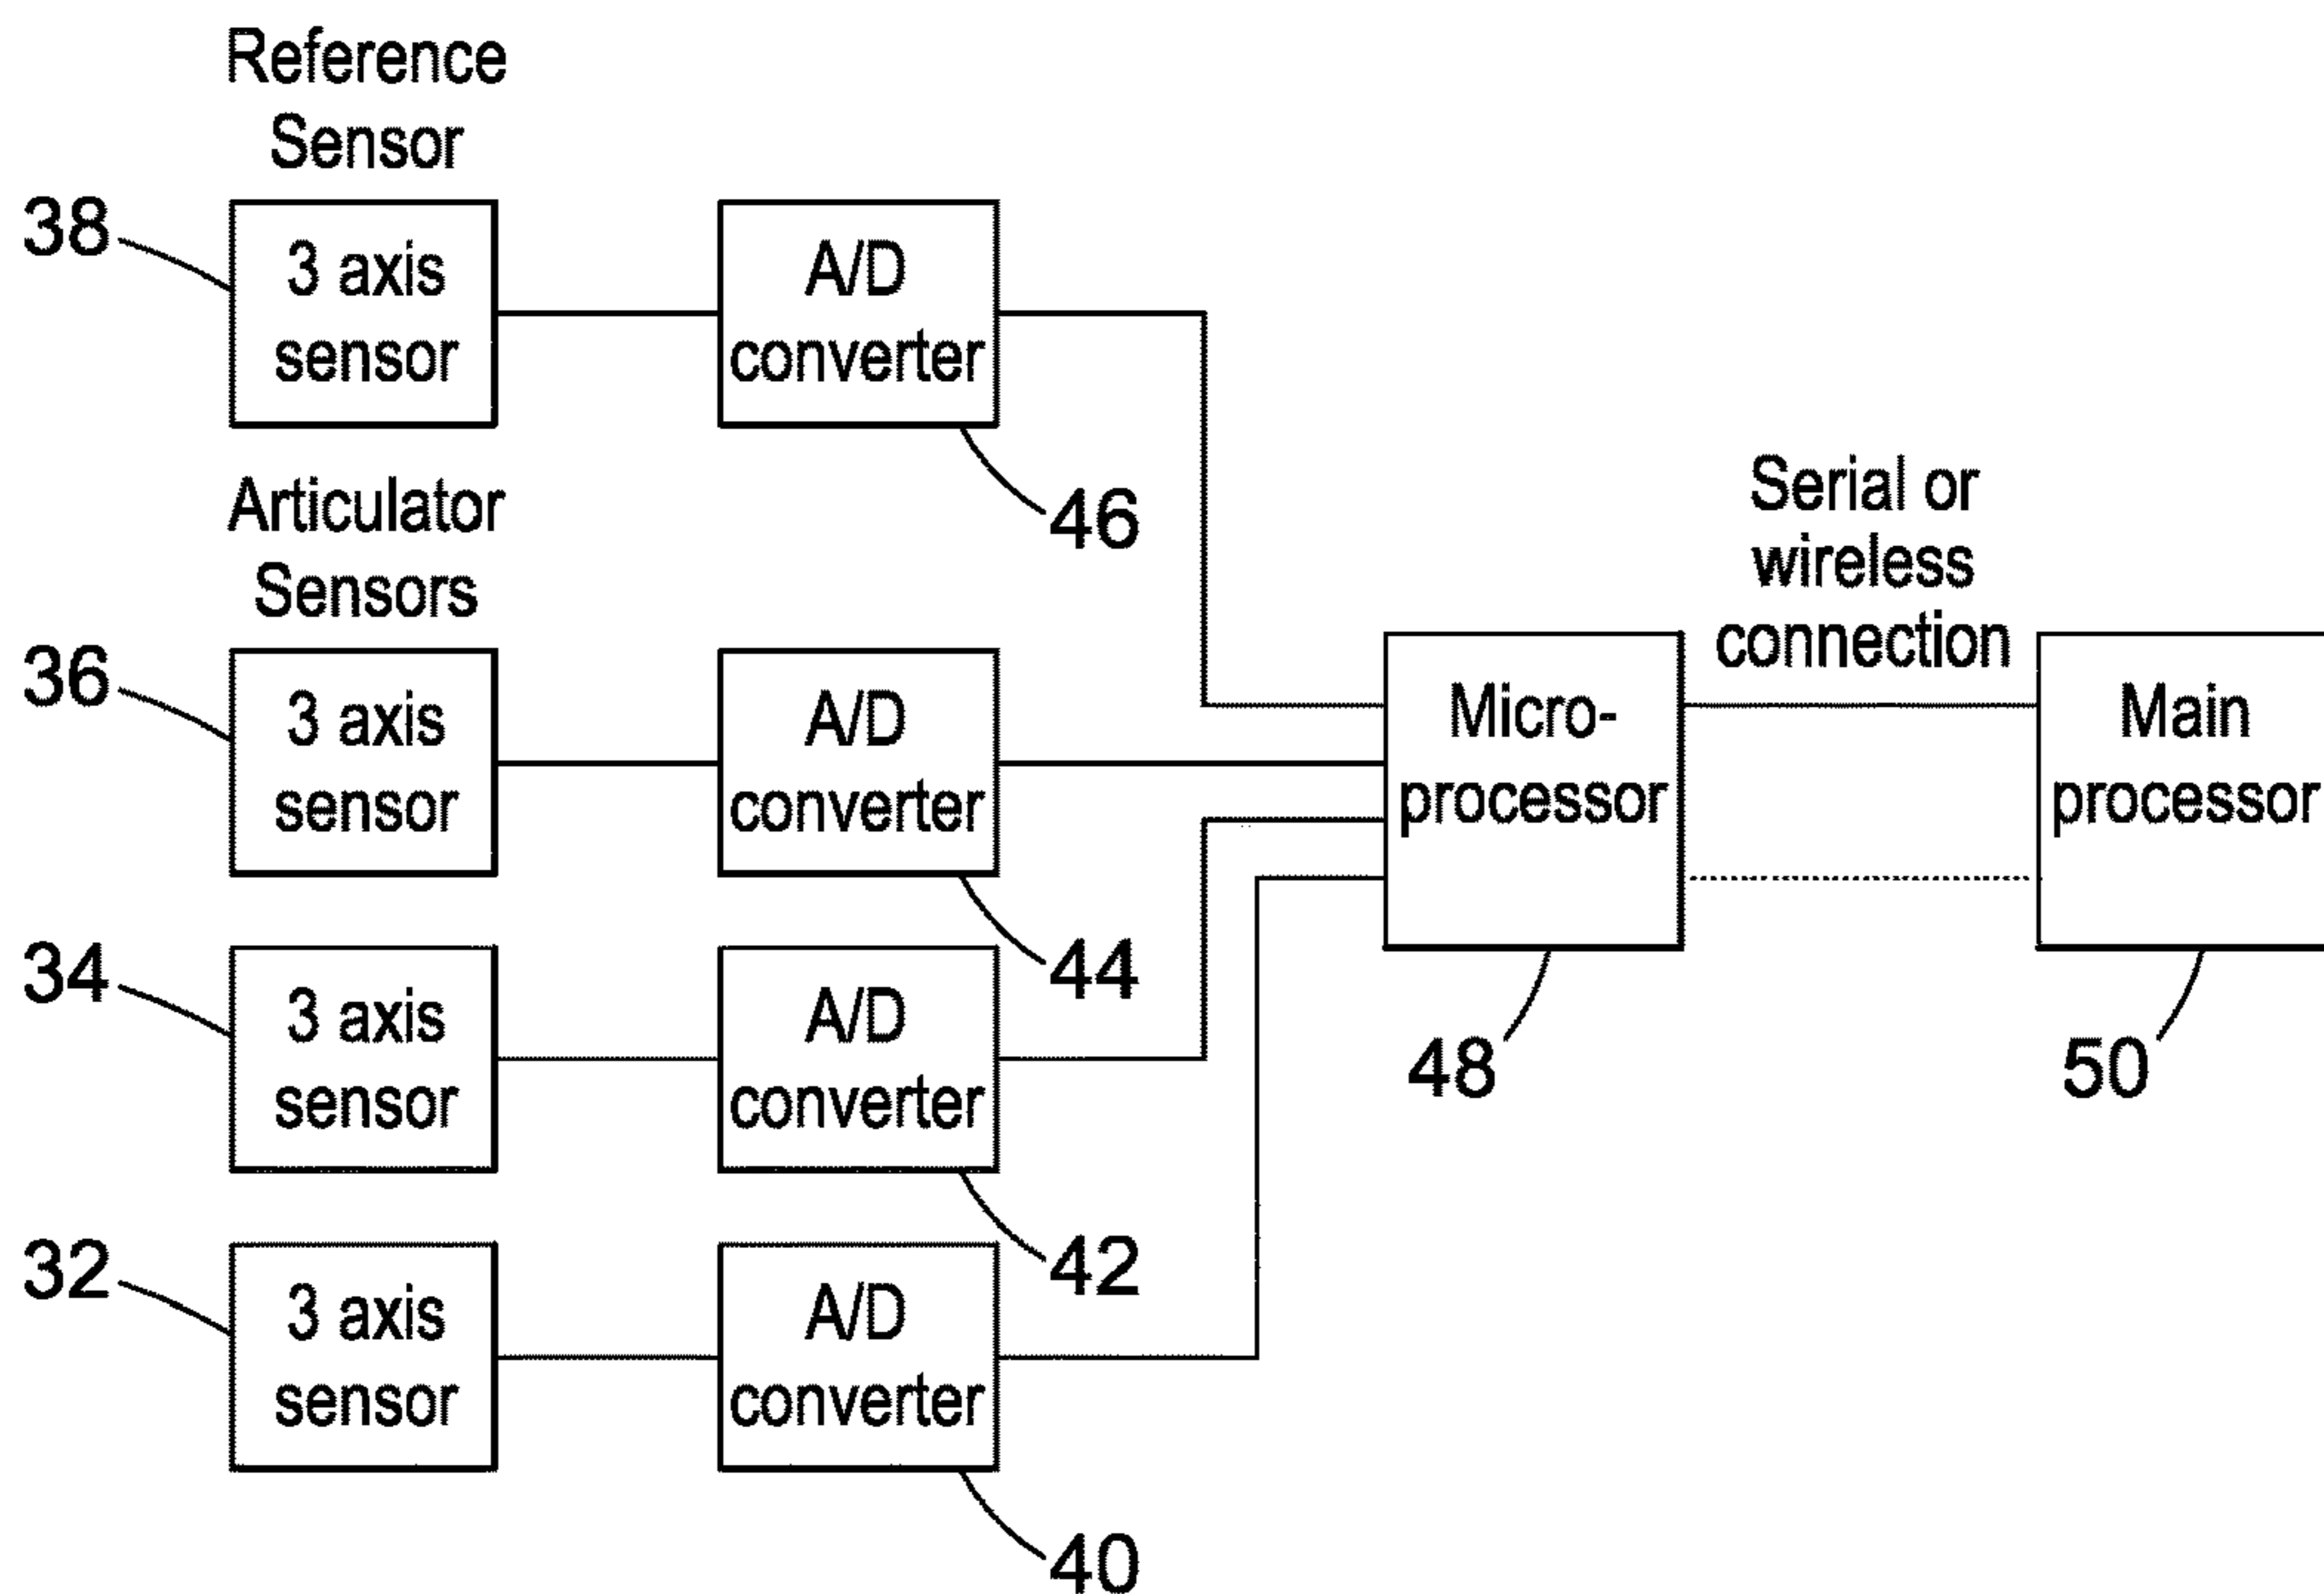 Reference
Sensor
38
3 axis
sensor
A/D
converter
46
Articulator
Sensors
36
3 axis
sensor
A/D
converter
44
34
3 axis
sensor
A/D
converter
42
32
3 axis
sensor
A/D
converter
40
Micro-
processor
48
Serial or
wireless
connection
Main
processor
50